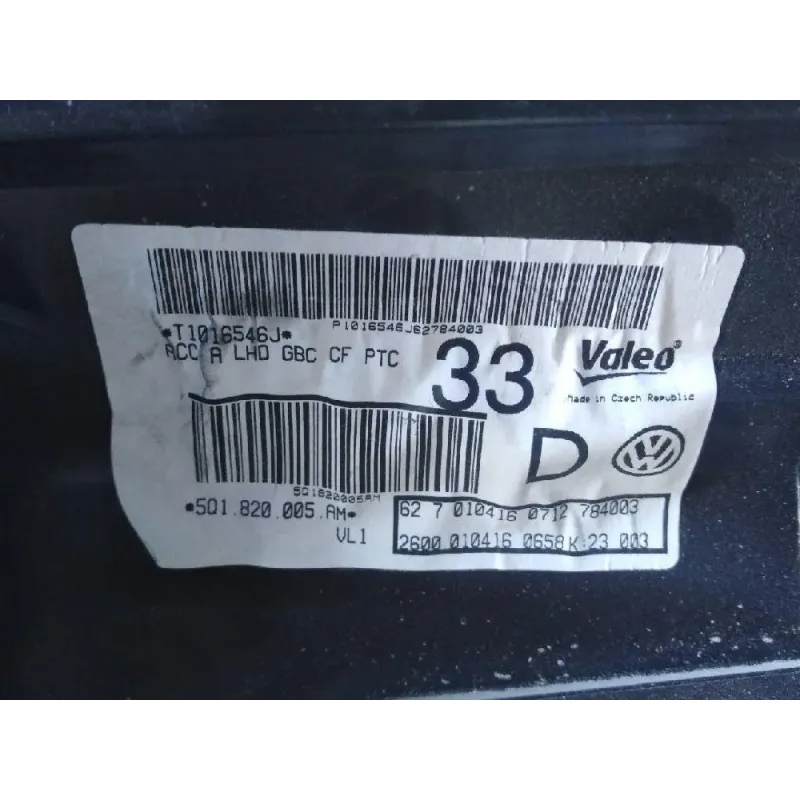 P1016546J62784003
*T1016546J*
ACC A LHD GBC CF PTC
33
Valeo
Made in Czech Republic
5Q1820005AM
*5Q1.820.005.AM*
VL1
D
VW
62 7 010416 0712 784003
2600 010416 0658 K:23 003